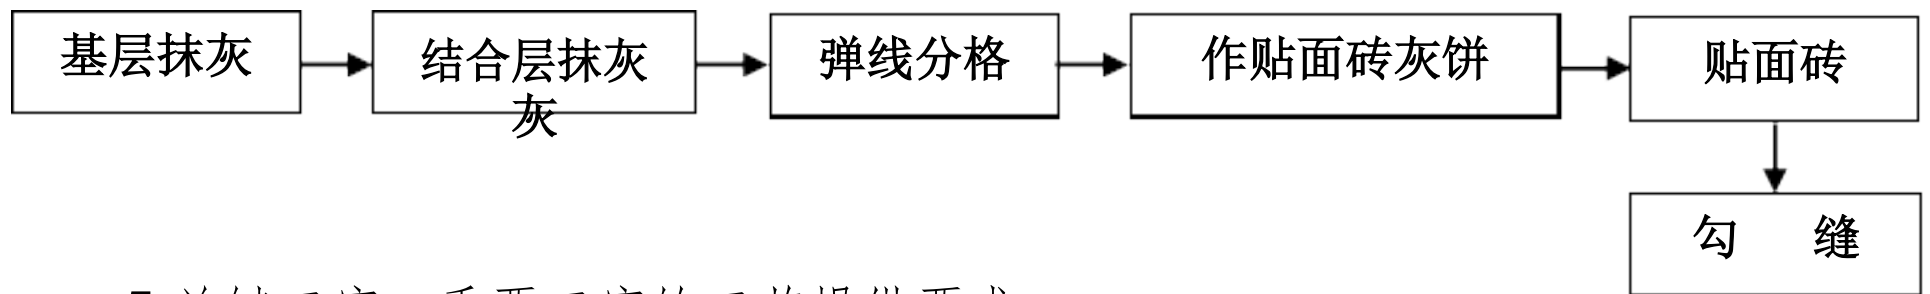 基层抹灰
结合层抹灰
灰
弹线分格
作贴面砖灰饼
贴面砖
勾 缝